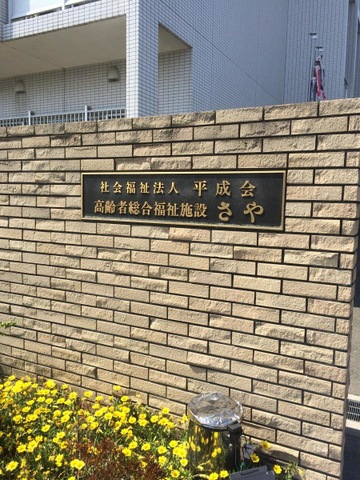 社会福祉法人 平成会
高齢者総合福祉施設 さや